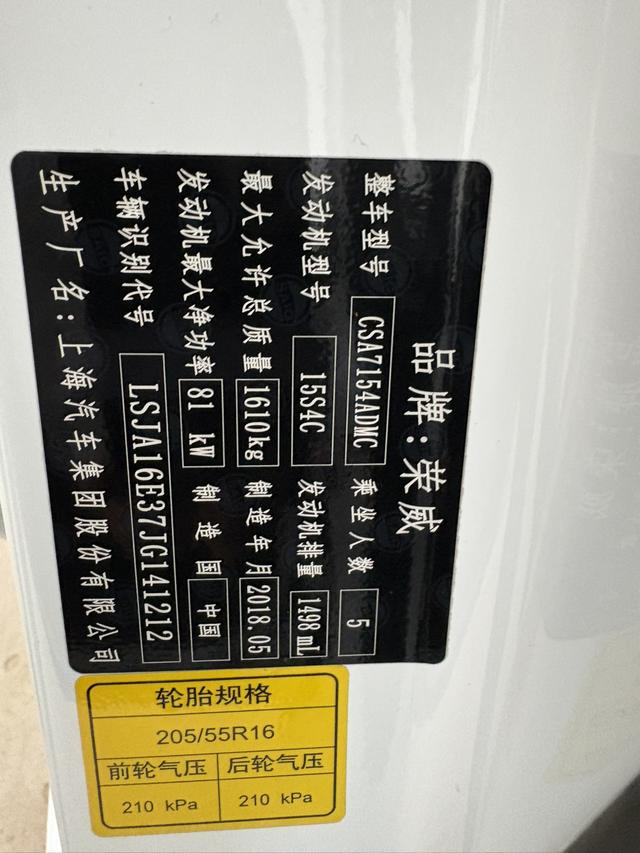 品牌：荣威
整车型号 CSA7154ADMC 乘坐人数 5
发动机型号 15S4C 发动机排量 1498 mL
最大允许总质量 1610kg 制造年月 2018.05
发动机最大净功率 81 kW 制造国 中国
车辆识别代号 LSJA16E37JG141212
生产厂名：上海汽车集团股份有限公司
轮胎规格
205/55R16
前轮气压 后轮气压
210 kPa 210 kPa